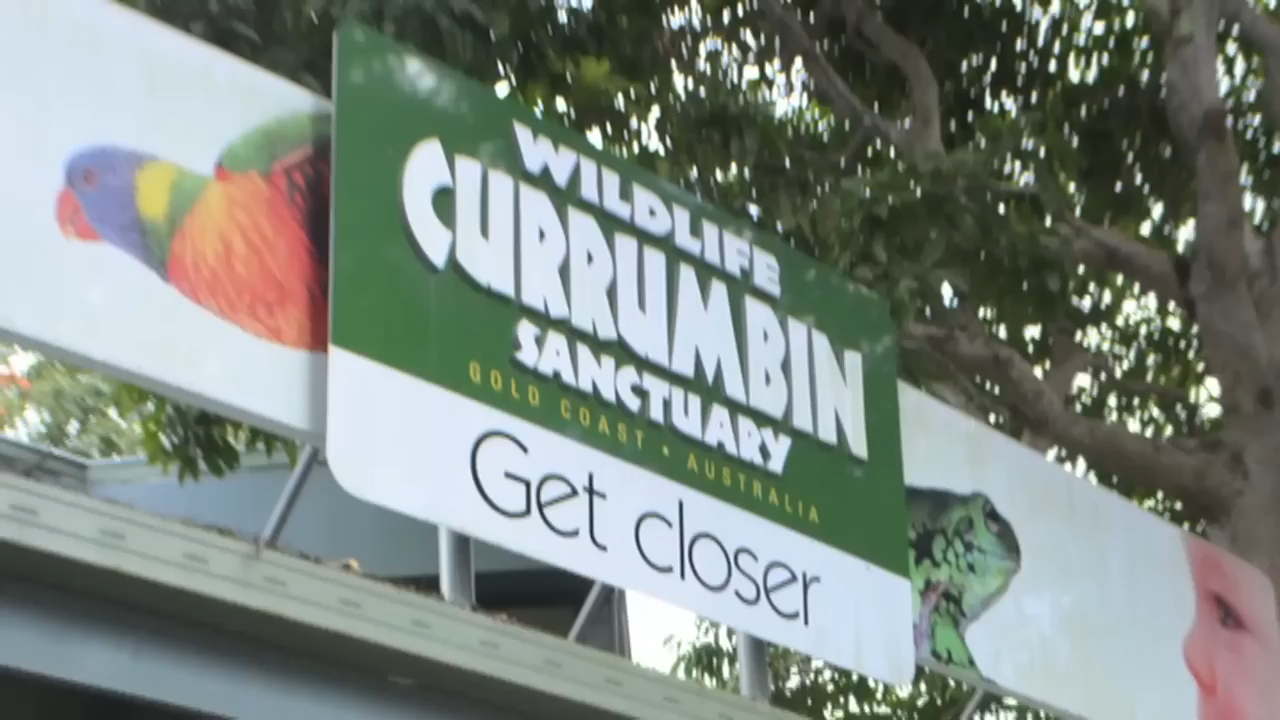 WILDLIFE
CURRUMBIN
SANCTUARY
GOLD COAST • AUSTRALIA
Get closer